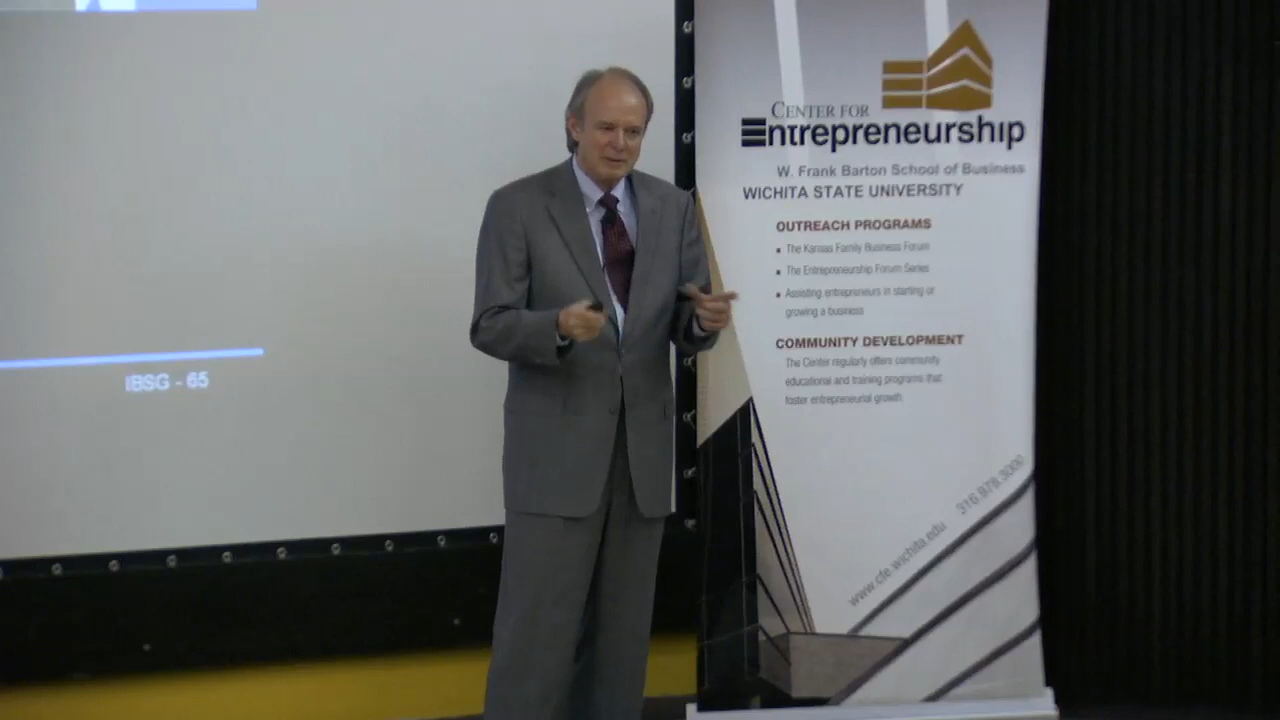 IBSG - 65
CENTER FOR
Entrepreneurship
W. Frank Barton School of Business
WICHITA STATE UNIVERSITY
OUTREACH PROGRAMS
▪ The Kansas Family Business Forum
▪ The Entrepreneurship Forum Series
▪ Assisting entrepreneurs in starting or
growing a business
COMMUNITY DEVELOPMENT
The Center regularly offers community
educational and training programs that
foster entrepreneurial growth.
www.cfe.wichita.edu 316.978.3000